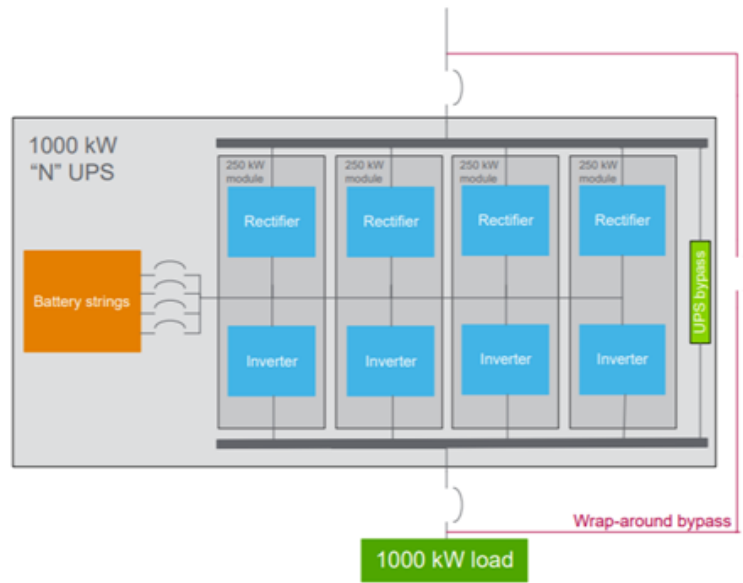 1000 kW
“N” UPS
250 kW
module
250 kW
module
250 kW
module
250 kW
module
Rectifier
Rectifier
Rectifier
Rectifier
Battery strings
UPS bypass
Inverter
Inverter
Inverter
Inverter
Wrap-around bypass
1000 kW load